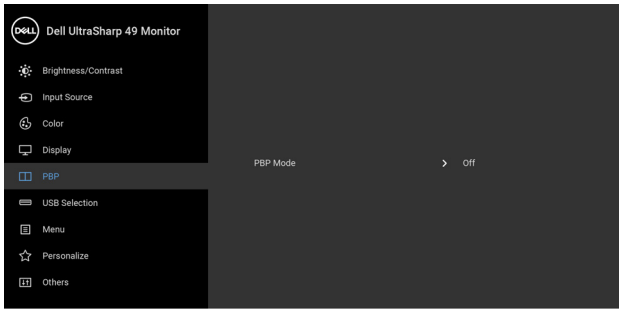 DELL Dell UltraSharp 49 Monitor
Brightness/Contrast
Input Source
Color
Display
PBP
USB Selection
Menu
Personalize
Others
PBP Mode > Off